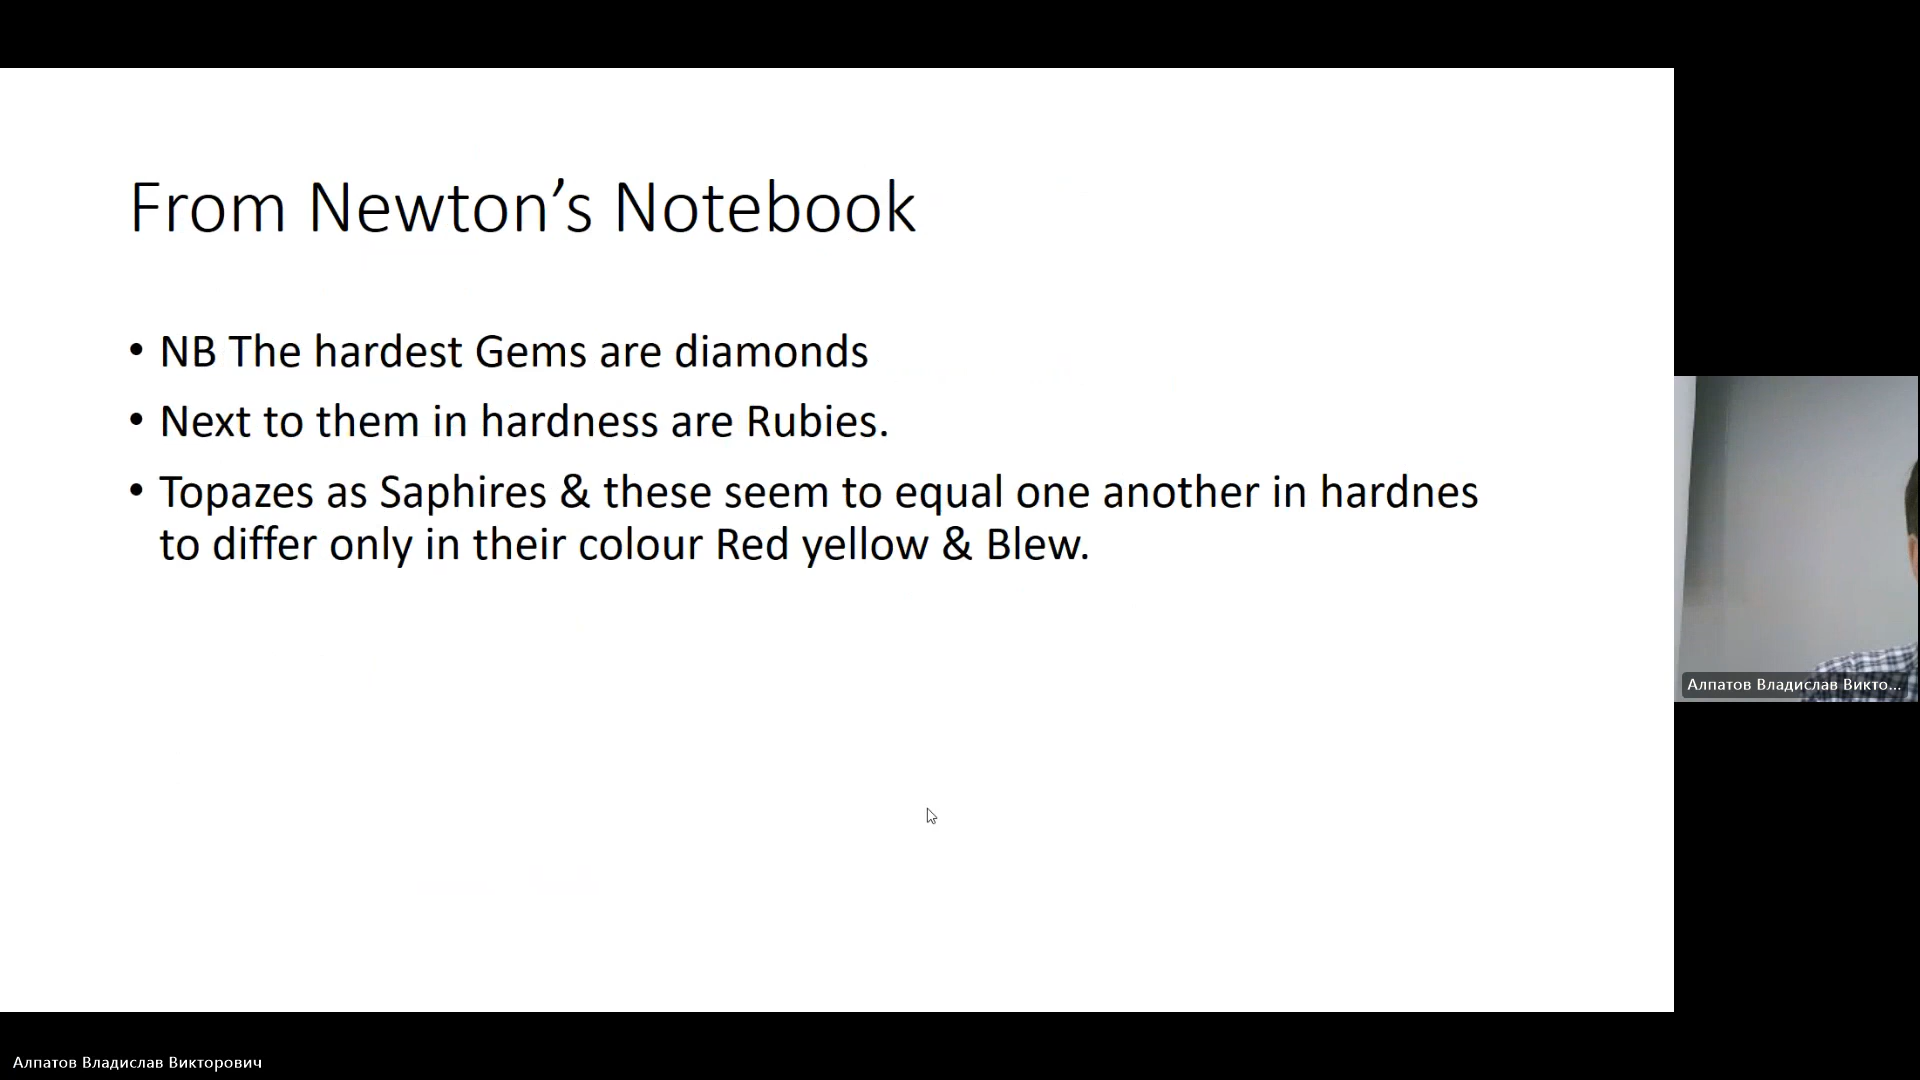 From Newton’s Notebook
• NB The hardest Gems are diamonds
• Next to them in hardness are Rubies.
• Topazes as Saphires & these seem to equal one another in hardnes
to differ only in their colour Red yellow & Blew.
Алпатов Владислав Викто...
Алпатов Владислав Викторович